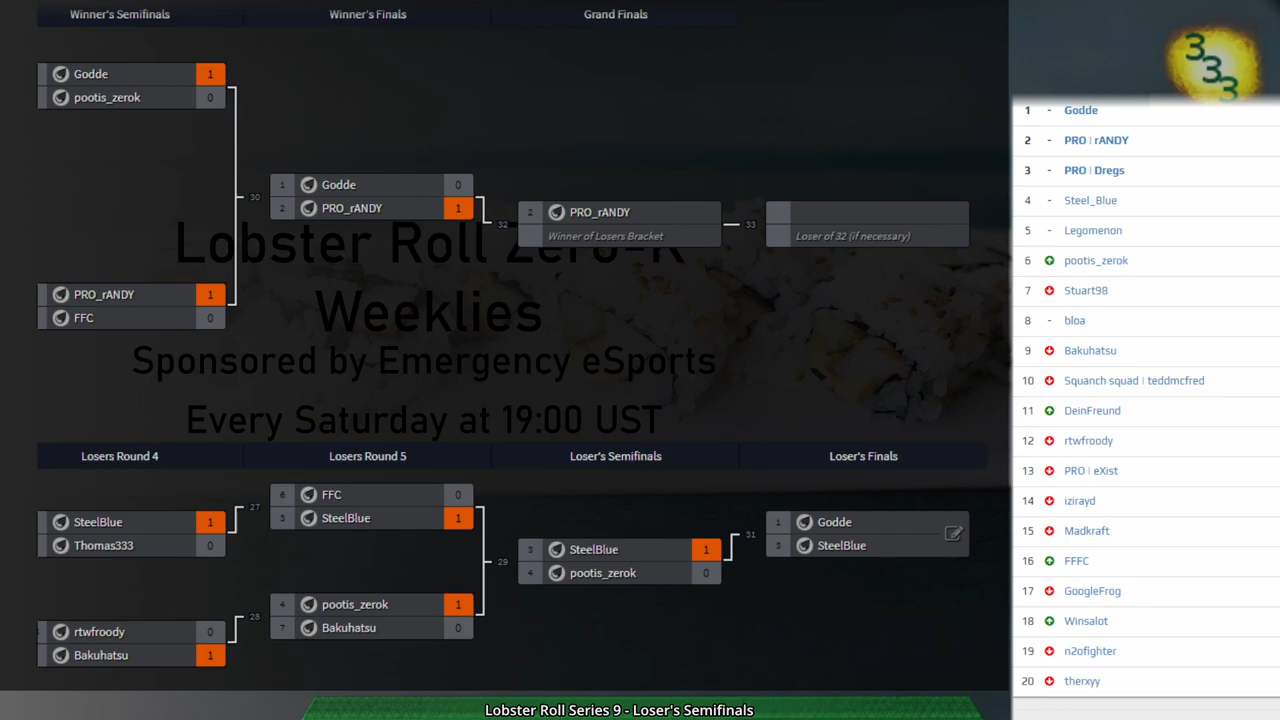 Winner's Semifinals
Winner's Finals
Grand Finals
Godde 1
pootis_zerok 0
30
1 Godde 0
2 PRO_rANDY 1
32
2 PRO_rANDY
Winner of Losers Bracket
33
Loser of 32 (if necessary)
PRO_rANDY 1
FFC 0
Lobster Roll Zero-K
Weeklies
Sponsored by Emergency eSports
Every Saturday at 19:00 UST
Losers Round 4
Losers Round 5
Loser's Semifinals
Loser's Finals
SteelBlue 1
Thomas333 0
27
6 FFC 0
3 SteelBlue 1
29
3 SteelBlue 1
4 pootis_zerok 0
31
1 Godde
3 SteelBlue
rtwfroody 0
Bakuhatsu 1
28
4 pootis_zerok 1
7 Bakuhatsu 0
3
3
3
1 - Godde
2 - PRO | rANDY
3 - PRO | Dregs
4 - Steel_Blue
5 - Legomenon
6 pootis_zerok
7 Stuart98
8 - bloa
9 Bakuhatsu
10 Squanch squad | teddmcfred
11 DeinFreund
12 rtwfroody
13 PRO | eXist
14 izirayd
15 Madkraft
16 FFFC
17 GoogleFrog
18 Winsalot
19 n2ofighter
20 therxyy
Lobster Roll Series 9 - Loser's Semifinals